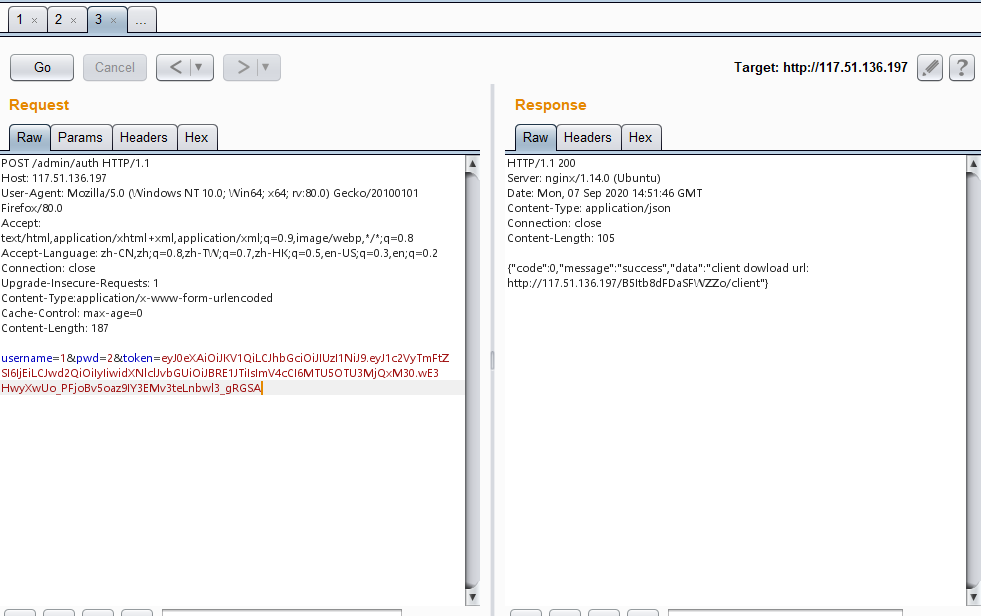 1 × 2 × 3 × ...
Go Cancel < > Target: http://117.51.136.197 ?
Request
Raw Params Headers Hex
POST /admin/auth HTTP/1.1
Host: 117.51.136.197
User-Agent: Mozilla/5.0 (Windows NT 10.0; Win64; x64; rv:80.0) Gecko/20100101
Firefox/80.0
Accept:
text/html,application/xhtml+xml,application/xml;q=0.9,image/webp,*/*;q=0.8
Accept-Language: zh-CN,zh;q=0.8,zh-TW;q=0.7,zh-HK;q=0.5,en-US;q=0.3,en;q=0.2
Connection: close
Upgrade-Insecure-Requests: 1
Content-Type:application/x-www-form-urlencoded
Cache-Control: max-age=0
Content-Length: 187
username=1&pwd=2&token=eyJ0eXAiOiJKV1QiLCJhbGciOiJIUzI1NiJ9.eyJ1c2VyTmFtZ
SI6IjEiLCJwd2QiOiIyIiwidXNlclJvbGUiOiJBRE1JTiIsImV4cCI6MTU5OTU3MjQxM30.wE3
HwyXwUo_PFjoBv5oaz9IY3EMv3teLnbwl3_gRGSA
Response
Raw Headers Hex
HTTP/1.1 200
Server: nginx/1.14.0 (Ubuntu)
Date: Mon, 07 Sep 2020 14:51:46 GMT
Content-Type: application/json
Connection: close
Content-Length: 105
{"code":0,"message":"success","data":"client dowload url:
http://117.51.136.197/B5Itb8dFDaSFWZZo/client"}